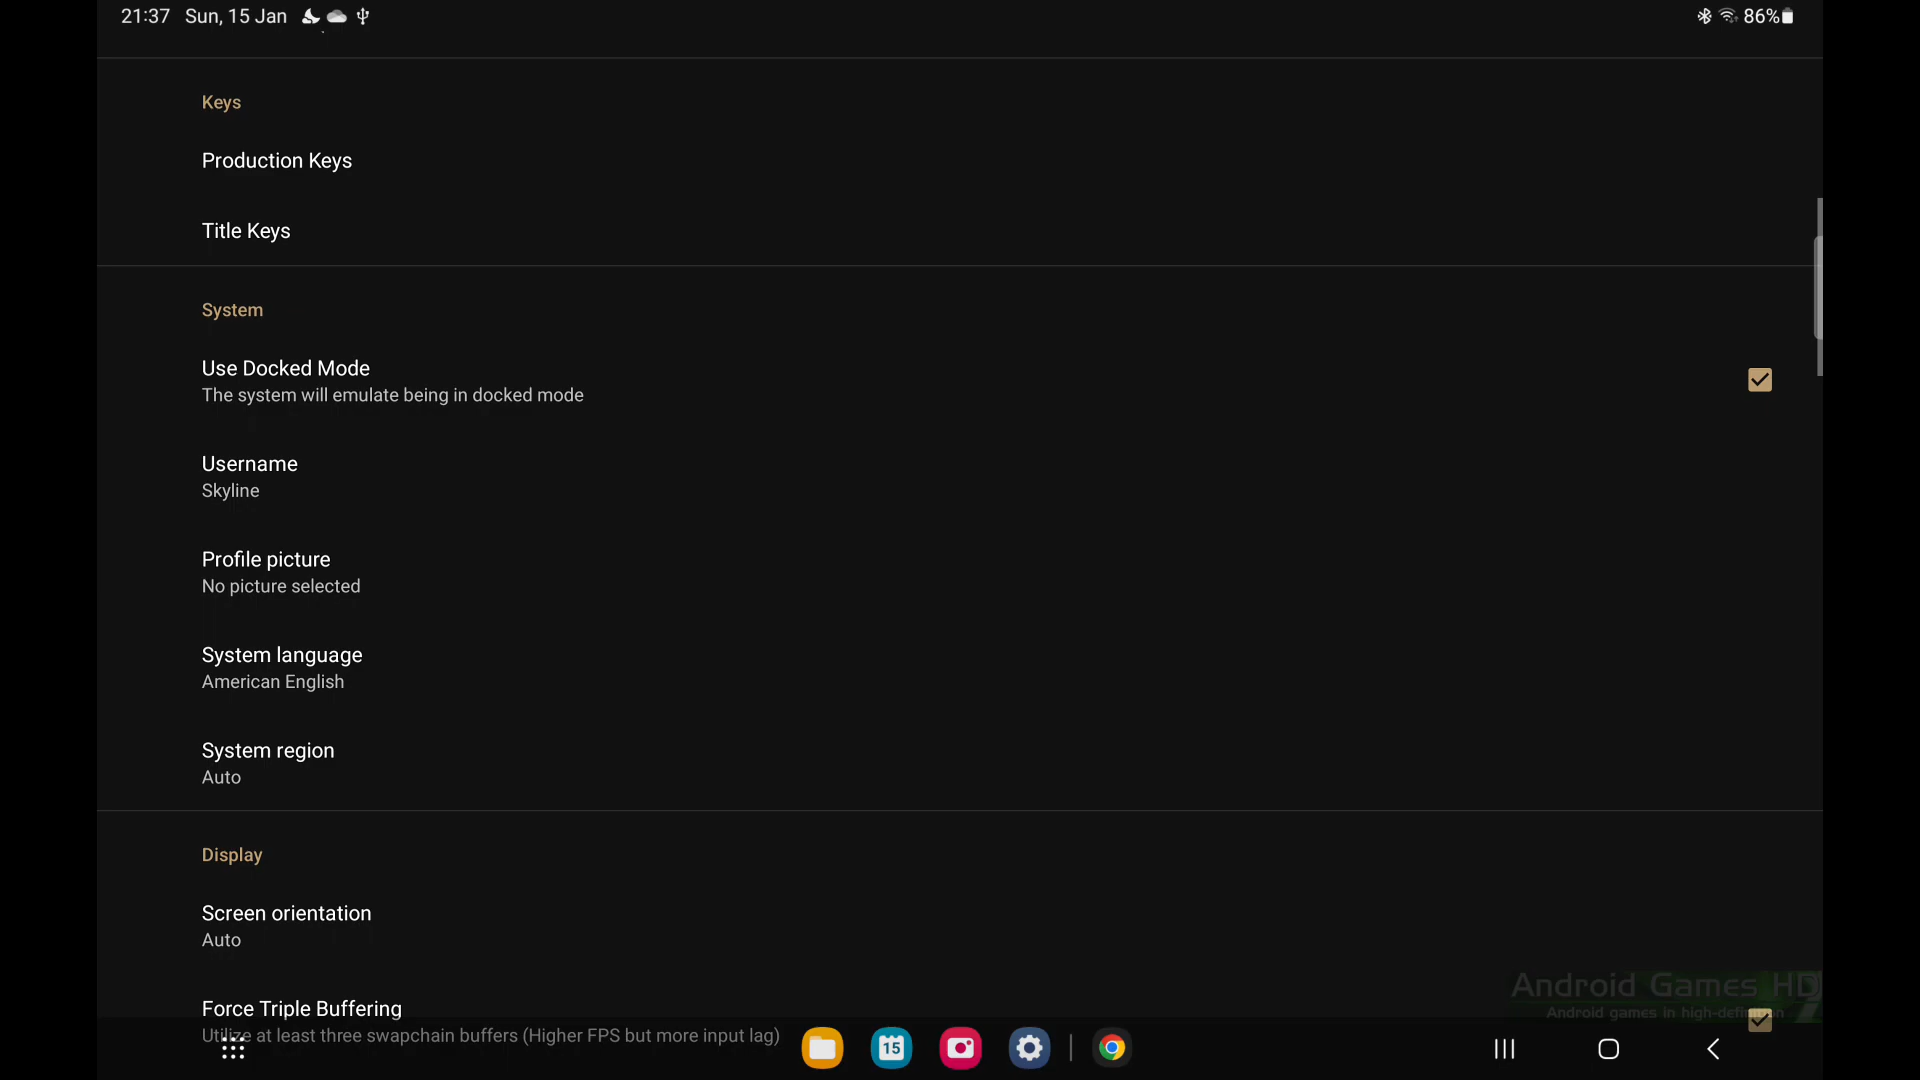 21:37 Sun, 15 Jan
86%
Keys
Production Keys
Title Keys
System
Use Docked Mode
The system will emulate being in docked mode
Username
Skyline
Profile picture
No picture selected
System language
American English
System region
Auto
Display
Screen orientation
Auto
Force Triple Buffering
Utilize at least three swapchain buffers (Higher FPS but more input lag)
15
Android Games HD
Android games in high-definition